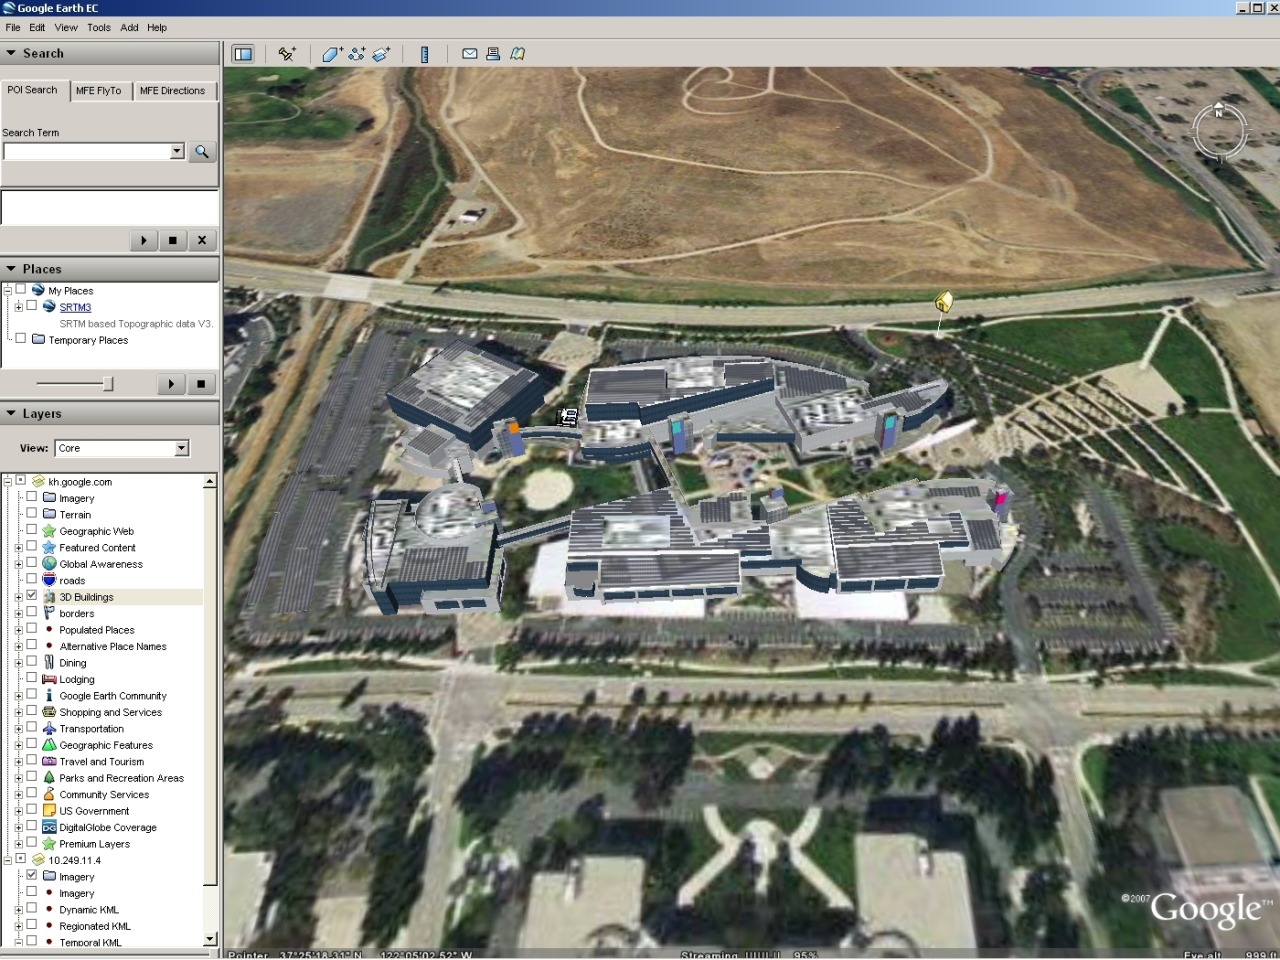 Google Earth EC
File Edit View Tools Add Help
Search
POI Search MFE FlyTo MFE Directions
Search Term
Places
My Places
SRTM3
SRTM based Topographic data V3.
Temporary Places
Layers
View: Core
kh.google.com
Imagery
Terrain
Geographic Web
Featured Content
Global Awareness
roads
3D Buildings
borders
Populated Places
Alternative Place Names
Dining
Lodging
Google Earth Community
Shopping and Services
Transportation
Geographic Features
Travel and Tourism
Parks and Recreation Areas
Community Services
US Government
DG DigitalGlobe Coverage
Premium Layers
10.249.11.4
Imagery
Imagery
Dynamic KML
Regionated KML
Temporal KML
N
©2007 Google™
Pointer 37°25'18.31" N 122°05'02.52" W Streaming 95% Eye alt 999 ft